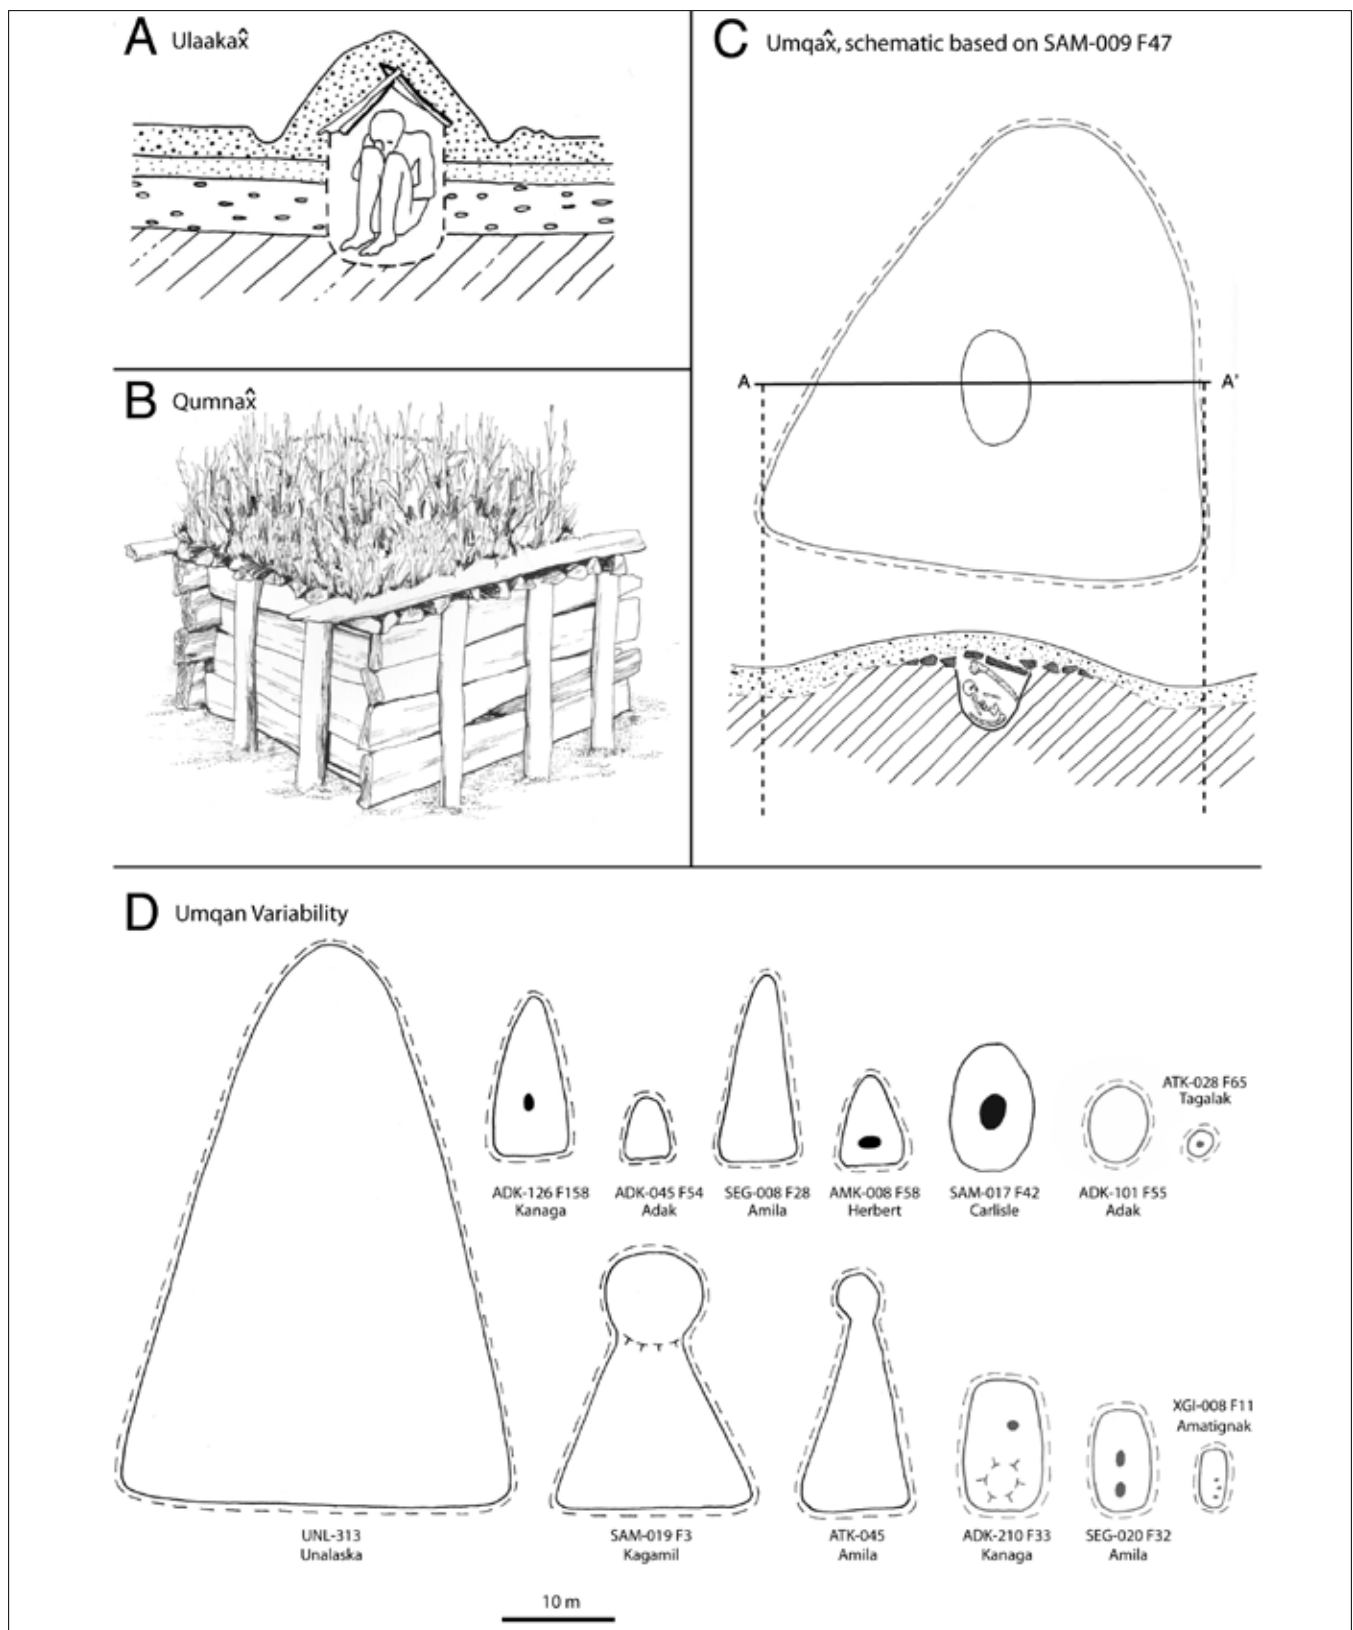 A Ulaakax̂
B Qumnax̂
C Umqax̂, schematic based on SAM-009 F47
A A'
D Umqan Variability
ATK-028 F65
Tagalak
ADK-126 F158
Kanaga
ADK-045 F54
Adak
SEG-008 F28
Amila
AMK-008 F58
Herbert
SAM-017 F42
Carlisle
ADK-101 F55
Adak
XGI-008 F11
Amatignak
UNL-313
Unalaska
SAM-019 F3
Kagamil
ATK-045
Amila
ADK-210 F33
Kanaga
SEG-020 F32
Amila
10 m